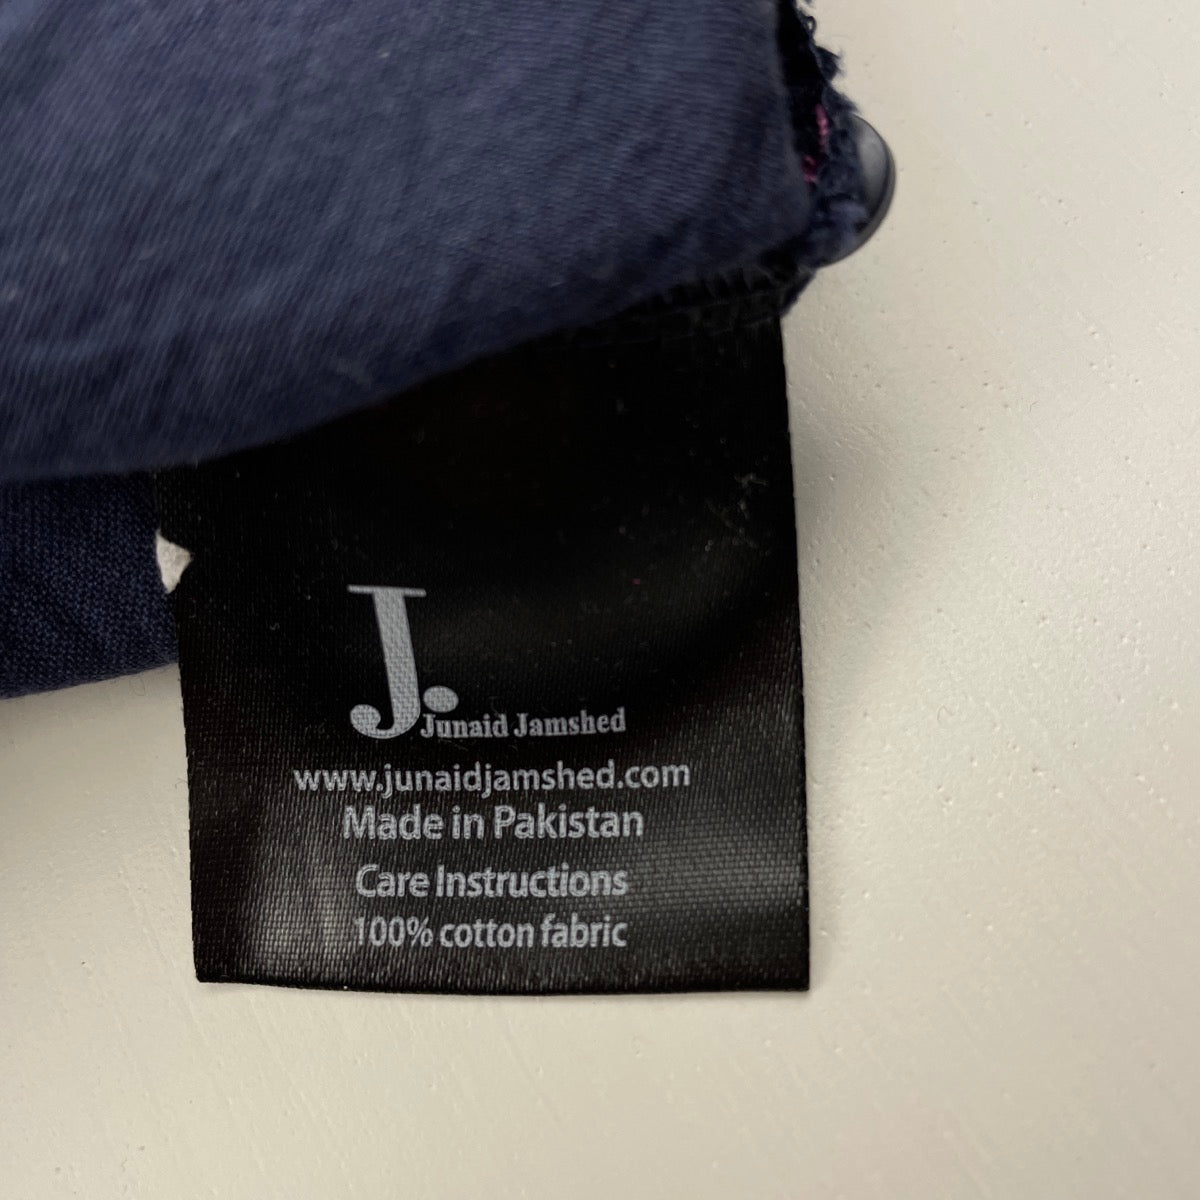 J.
Junaid Jamshed
www.junaidjamshed.com
Made in Pakistan
Care Instructions
100% cotton fabric